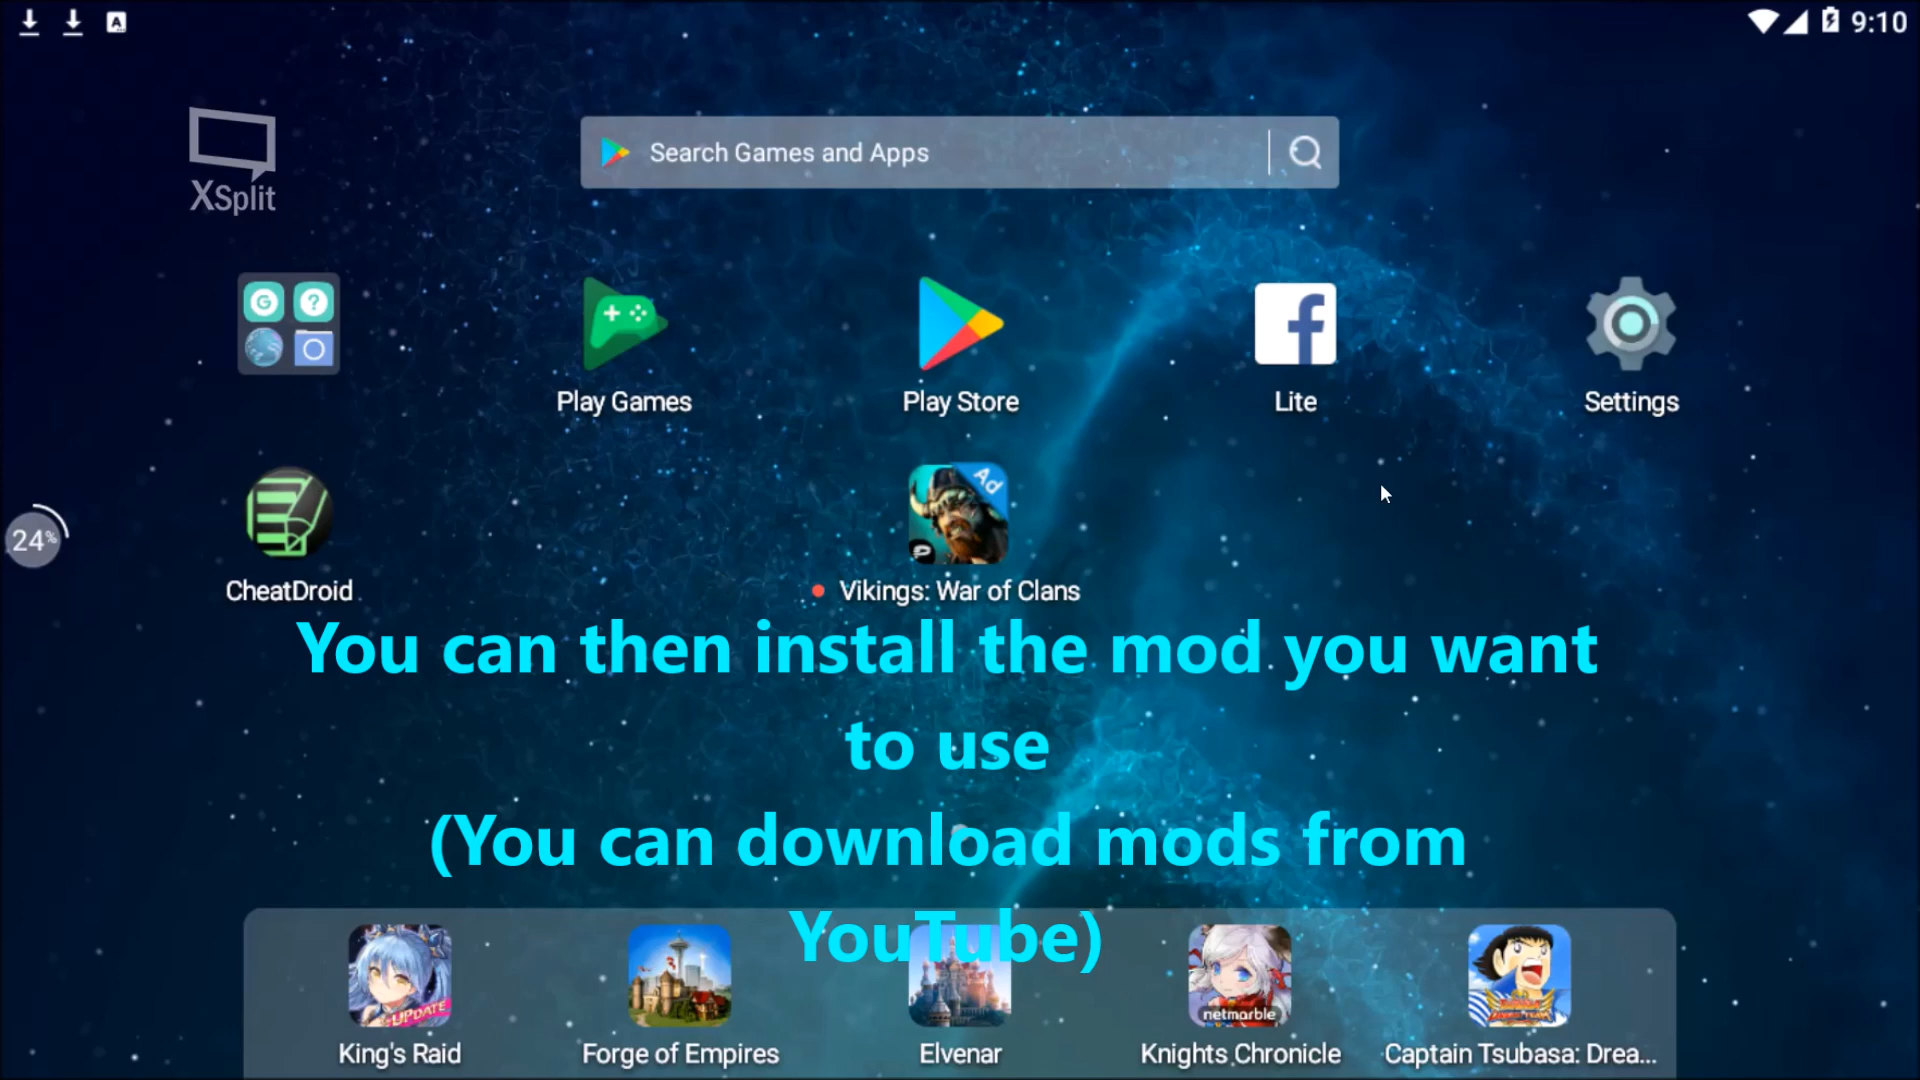 9:10
XSplit
Search Games and Apps
Play Games
Play Store
Lite
Settings
24%
Ad
CheatDroid
Vikings: War of Clans
You can then install the mod you want
to use
(You can download mods from
YouTube)
UPDATE
netmarble
King's Raid
Forge of Empires
Elvenar
Knights Chronicle
Captain Tsubasa: Drea...